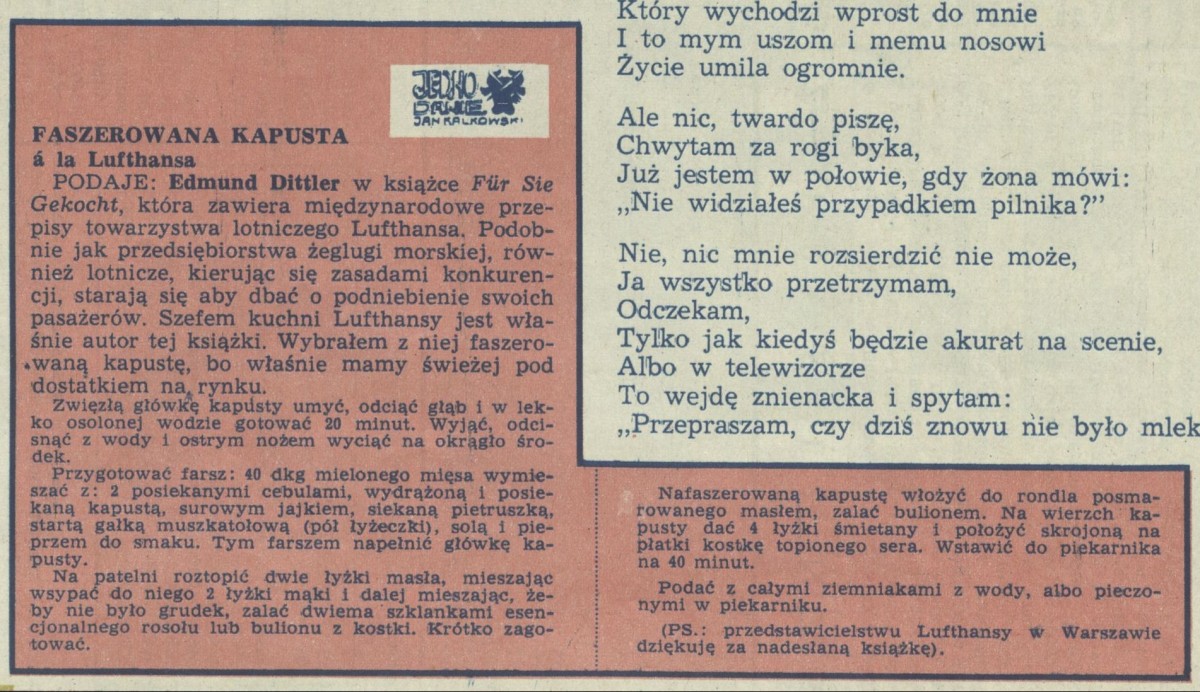 JEDNO
DANIE
JAN KALKOWSKI
FASZEROWANA KAPUSTA
á la Lufthansa
PODAJE: Edmund Dittler w książce Für Sie
Gekocht, która zawiera międzynarodowe prze-
pisy towarzystwa lotniczego Lufthansa. Podob-
nie jak przedsiębiorstwa żeglugi morskiej, rów-
nież lotnicze, kierując się zasadami konkuren-
cji, starają się aby dbać o podniebienie swoich
pasażerów. Szefem kuchni Lufthansy jest wła-
śnie autor tej książki. Wybrałem z niej faszero-
waną kapustę, bo właśnie mamy świeżej pod
dostatkiem na rynku.
Zwięzłą główkę kapusty umyć, odciąć głąb i w lek-
ko osolonej wodzie gotować 20 minut. Wyjąć, odci-
snąć z wody i ostrym nożem wyciąć na okrągło śro-
dek.
Przygotować farsz: 40 dkg mielonego mięsa wymie-
szać z: 2 posiekanymi cebulami, wydrążoną i posie-
kaną kapustą, surowym jajkiem, siekaną pietruszką,
startą gałką muszkatołową (pół łyżeczki), solą i pie-
przem do smaku. Tym farszem napełnić główkę ka-
pusty.
Na patelni roztopić dwie łyżki masła, mieszając
wsypać do niego 2 łyżki mąki i dalej mieszając, że-
by nie było grudek, zalać dwiema szklankami esen-
cjonalnego rosołu lub bulionu z kostki. Krótko zago-
tować.
Nafaszerowaną kapustę włożyć do rondla posma-
rowanego masłem, zalać bulionem. Na wierzch ka-
pusty dać 4 łyżki śmietany i położyć skrojoną na
płatki kostkę topionego sera. Wstawić do piekarnika
na 40 minut.
Podać z całymi ziemniakami z wody, albo pieczo-
nymi w piekarniku.
(PS.: przedstawicielstwu Lufthansy w Warszawie
dziękuję za nadesłaną książkę).
Który wychodzi wprost do mnie
I to mym uszom i memu nosowi
Życie umila ogromnie.
Ale nic, twardo piszę,
Chwytam za rogi byka,
Już jestem w połowie, gdy żona mówi:
„Nie widziałeś przypadkiem pilnika?”
Nie, nic mnie rozsierdzić nie może,
Ja wszystko przetrzymam,
Odczekam,
Tylko jak kiedyś będzie akurat na scenie,
Albo w telewizorze
To wejdę znienacka i spytam:
„Przepraszam, czy dziś znowu nie było mlek